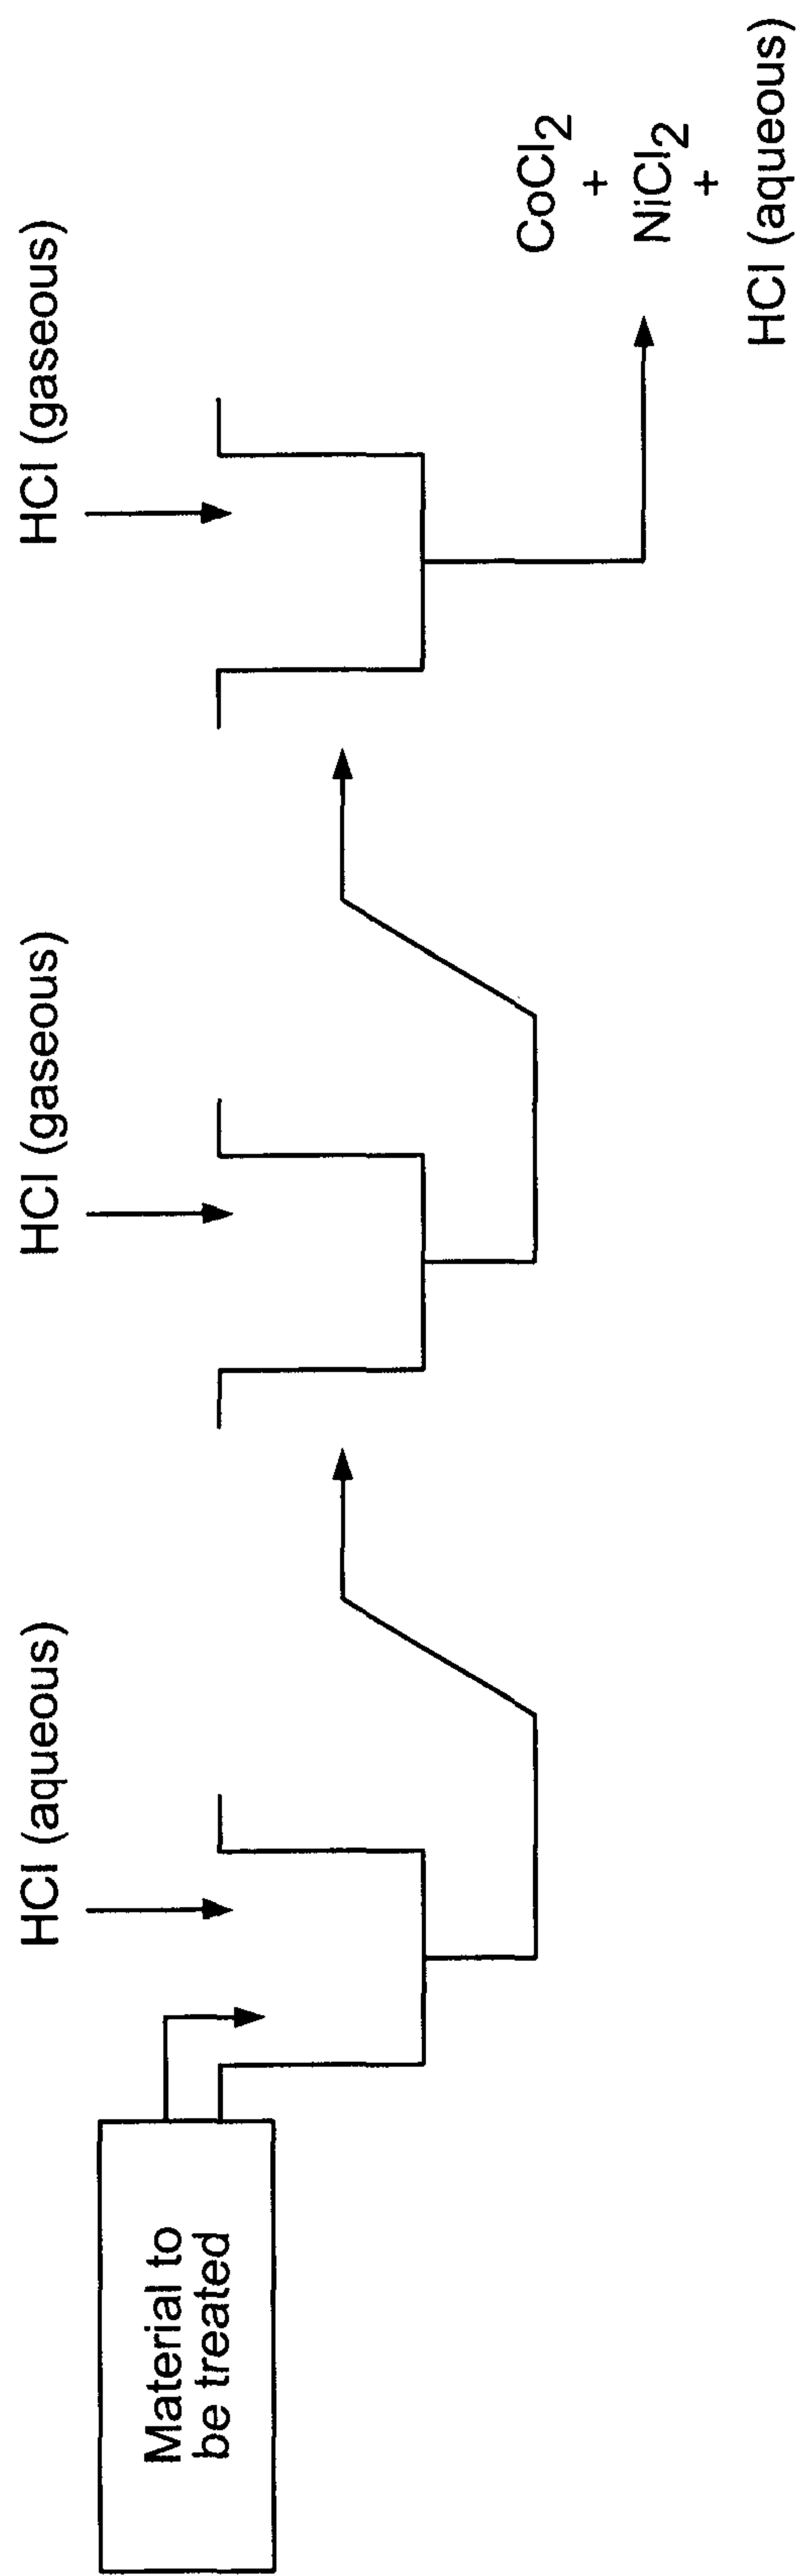 Material to
be treated
HCl (aqueous)
HCl (gaseous)
HCl (gaseous)
CoCl2
+
NiCl2
+
HCl (aqueous)